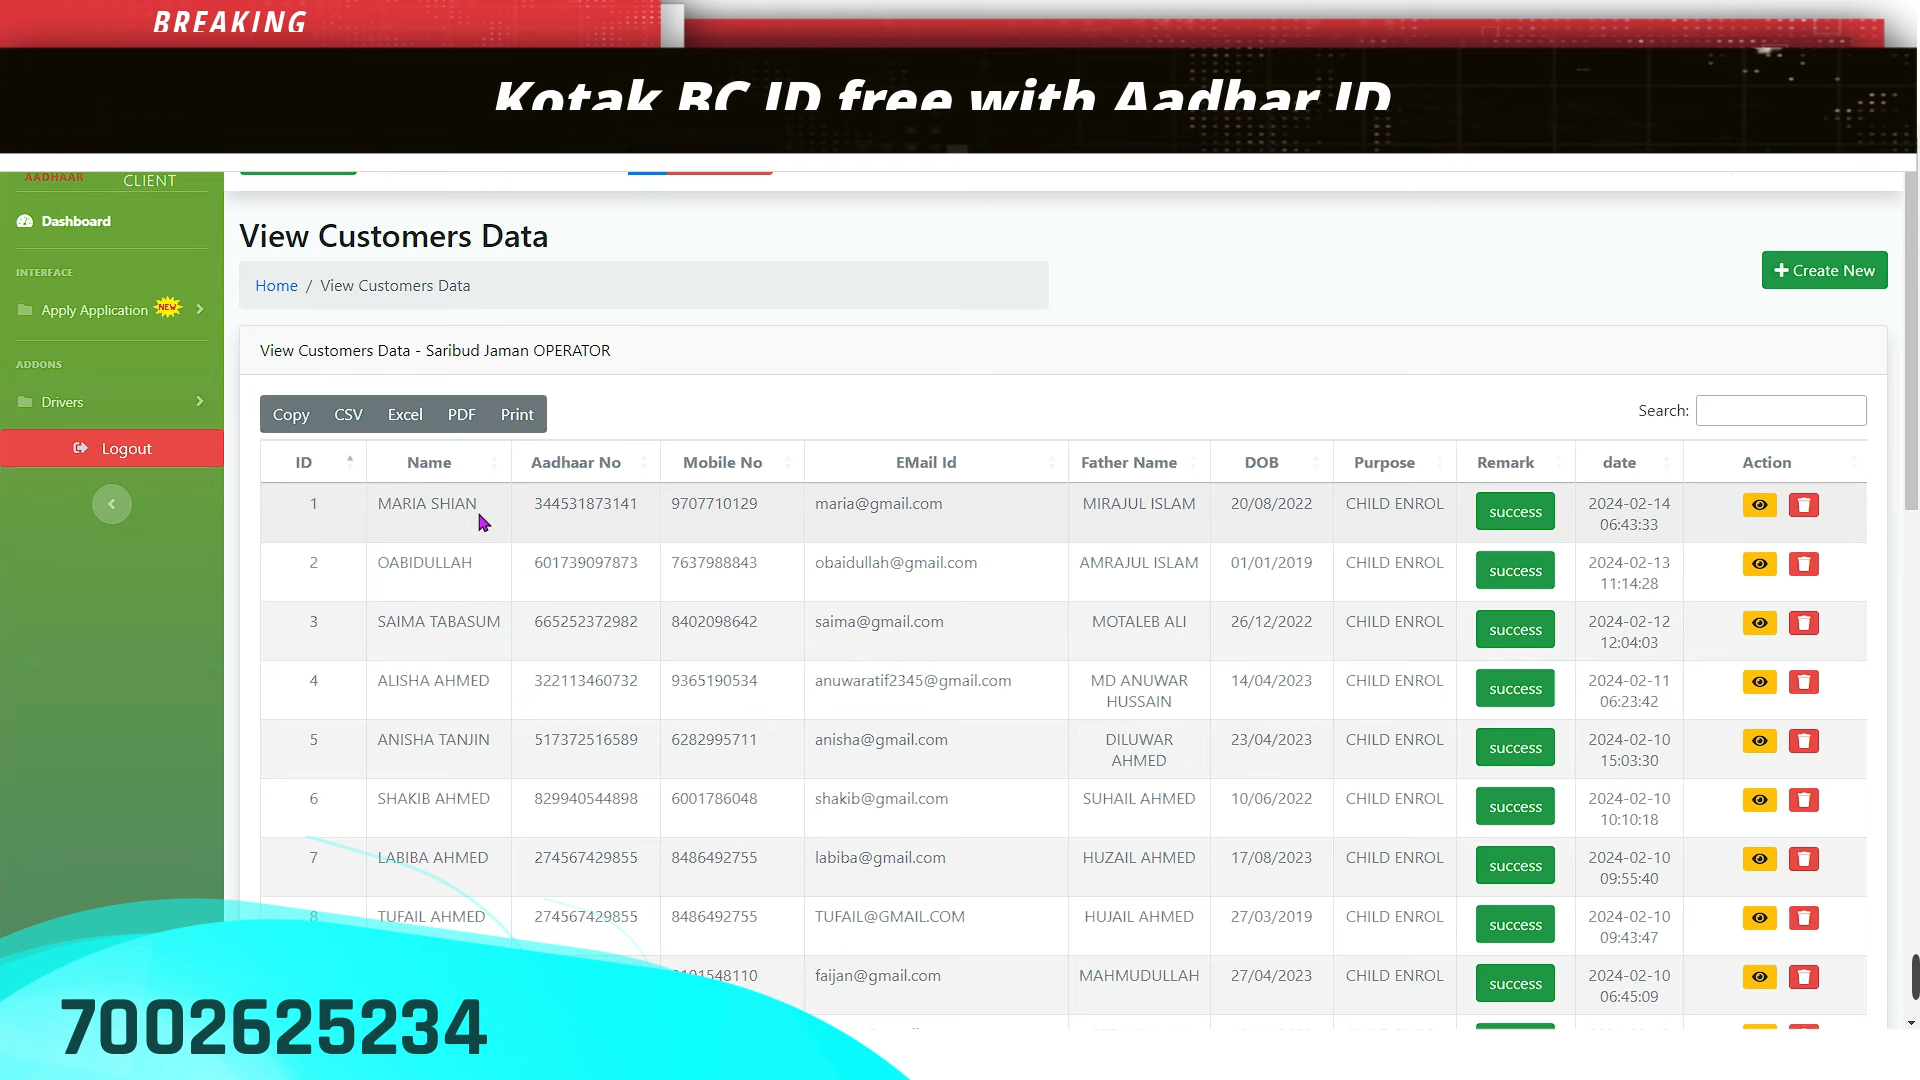 BREAKING
Kotak BC ID free with Aadhar ID
AADHAAR CLIENT
Dashboard
INTERFACE
Apply Application NEW
ADDONS
Drivers
Logout
View Customers Data
Home / View Customers Data
Create New
View Customers Data - Saribud Jaman OPERATOR
Copy CSV Excel PDF Print
Search:
ID Name Aadhaar No Mobile No EMail Id Father Name DOB Purpose Remark date Action
1 MARIA SHIAN 344531873141 9707710129 maria@gmail.com MIRAJUL ISLAM 20/08/2022 CHILD ENROL success 2024-02-14 06:43:33
2 OABIDULLAH 601739097873 7637988843 obaidullah@gmail.com AMRAJUL ISLAM 01/01/2019 CHILD ENROL success 2024-02-13 11:14:28
3 SAIMA TABASUM 665252372982 8402098642 saima@gmail.com MOTALEB ALI 26/12/2022 CHILD ENROL success 2024-02-12 12:04:03
4 ALISHA AHMED 322113460732 9365190534 anuwaratif2345@gmail.com MD ANUWAR HUSSAIN 14/04/2023 CHILD ENROL success 2024-02-11 06:23:42
5 ANISHA TANJIN 517372516589 6282995711 anisha@gmail.com DILUWAR AHMED 23/04/2023 CHILD ENROL success 2024-02-10 15:03:30
6 SHAKIB AHMED 829940544898 6001786048 shakib@gmail.com SUHAIL AHMED 10/06/2022 CHILD ENROL success 2024-02-10 10:10:18
7 LABIBA AHMED 274567429855 8486492755 labiba@gmail.com HUZAIL AHMED 17/08/2023 CHILD ENROL success 2024-02-10 09:55:40
8 TUFAIL AHMED 274567429855 8486492755 TUFAIL@GMAIL.COM HUJAIL AHMED 27/03/2019 CHILD ENROL success 2024-02-10 09:43:47
faijan@gmail.com MAHMUDULLAH 27/04/2023 CHILD ENROL success 2024-02-10 06:45:09
7002625234